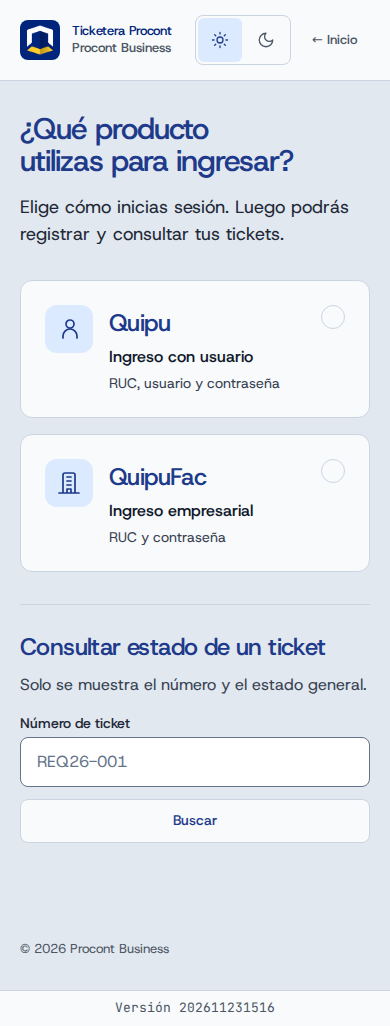 Ticketera Procont
Procont Business
← Inicio
¿Qué producto
utilizas para ingresar?
Elige cómo inicias sesión. Luego podrás
registrar y consultar tus tickets.
Quipu
Ingreso con usuario
RUC, usuario y contraseña
QuipuFac
Ingreso empresarial
RUC y contraseña
Consultar estado de un ticket
Solo se muestra el número y el estado general.
Número de ticket
REQ26-001
Buscar
© 2026 Procont Business
Versión 202611231516